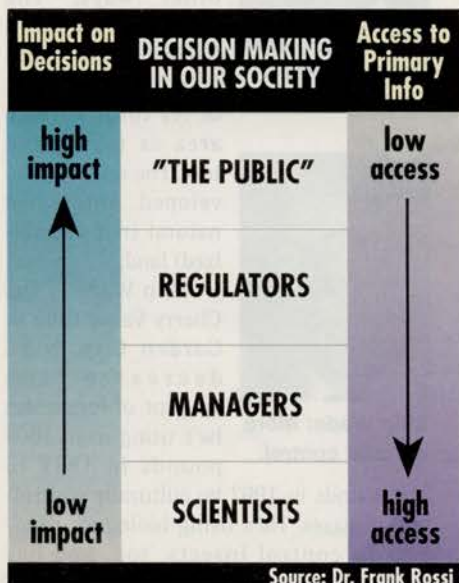 Impact on
Decisions
DECISION MAKING
IN OUR SOCIETY
Access to
Primary
Info
high
impact
"THE PUBLIC"
low
access
REGULATORS
MANAGERS
low
impact
SCIENTISTS
high
access
Source: Dr. Frank Rossi